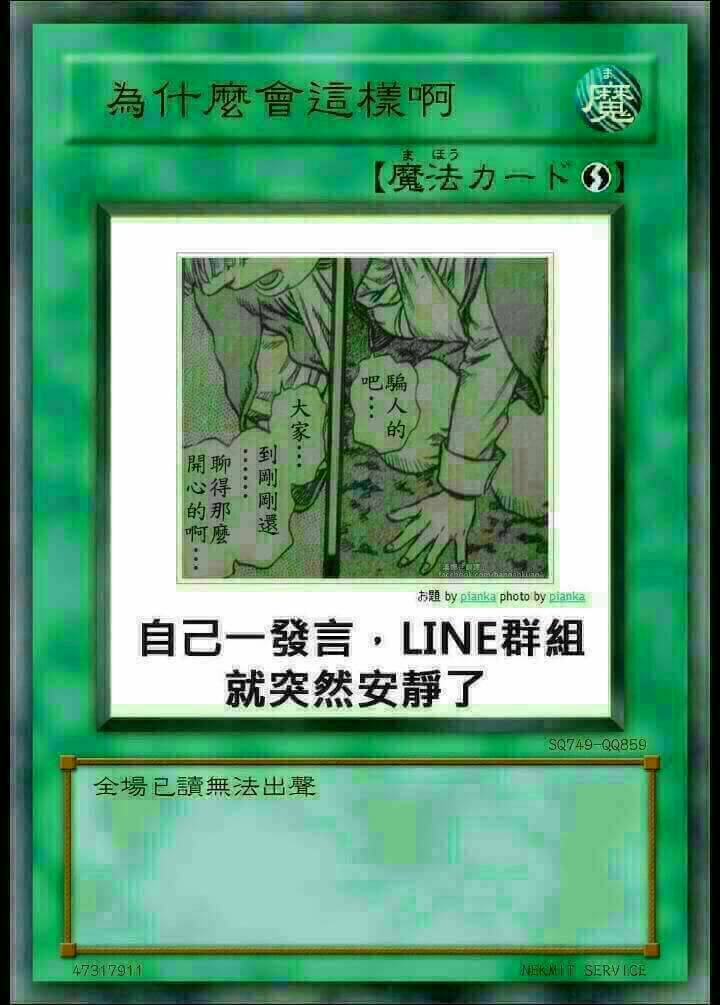 為什麼會這樣啊
ま
魔
ま ほう
【魔法カード】
騙人的
吧…
大家…
……到剛剛還
聊得那麼
開心的啊…
お題 by pianka photo by pianka
自己一發言，LINE群組
就突然安靜了
SQ749-QQ859
全場已讀無法出聲
47317911
NEKMIT SERVICE